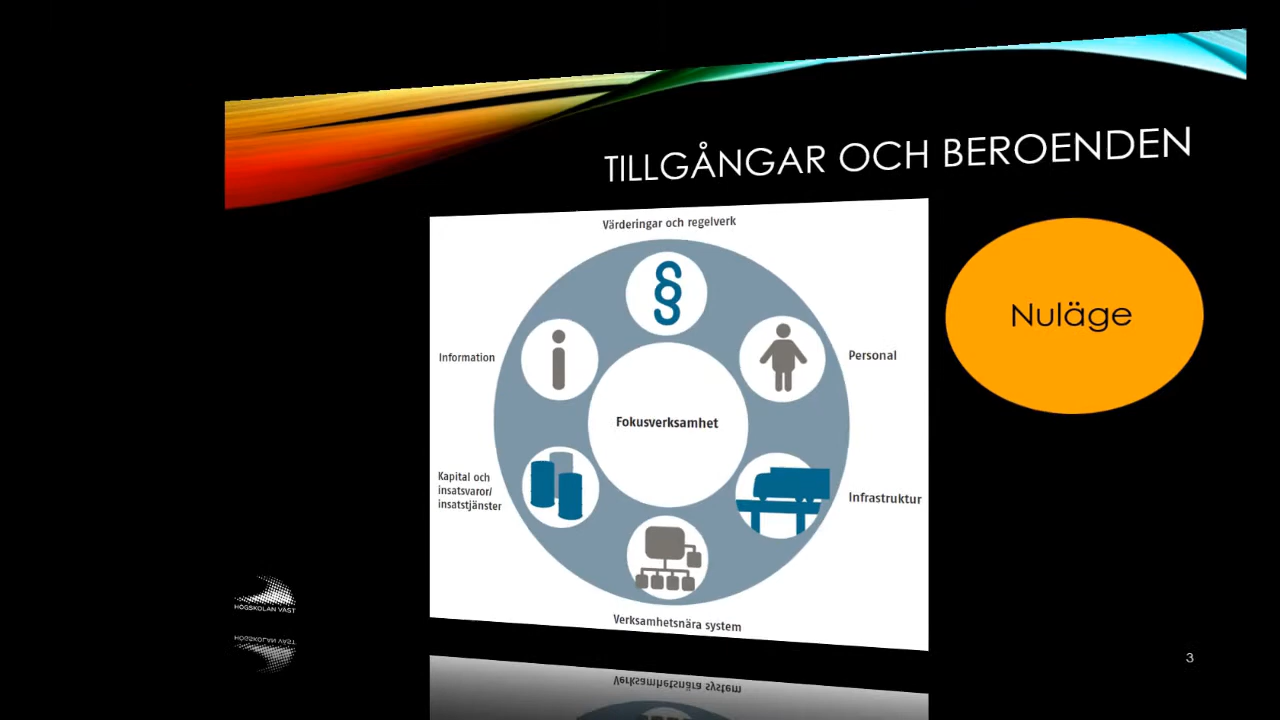 TILLGÅNGAR OCH BEROENDEN
Värderingar och regelverk
§
Information
Personal
Nuläge
Fokusverksamhet
Kapital och
insatsvaror/
insatstjänster
Infrastruktur
Verksamhetsnära system
HÖGSKOLAN VÄST
3